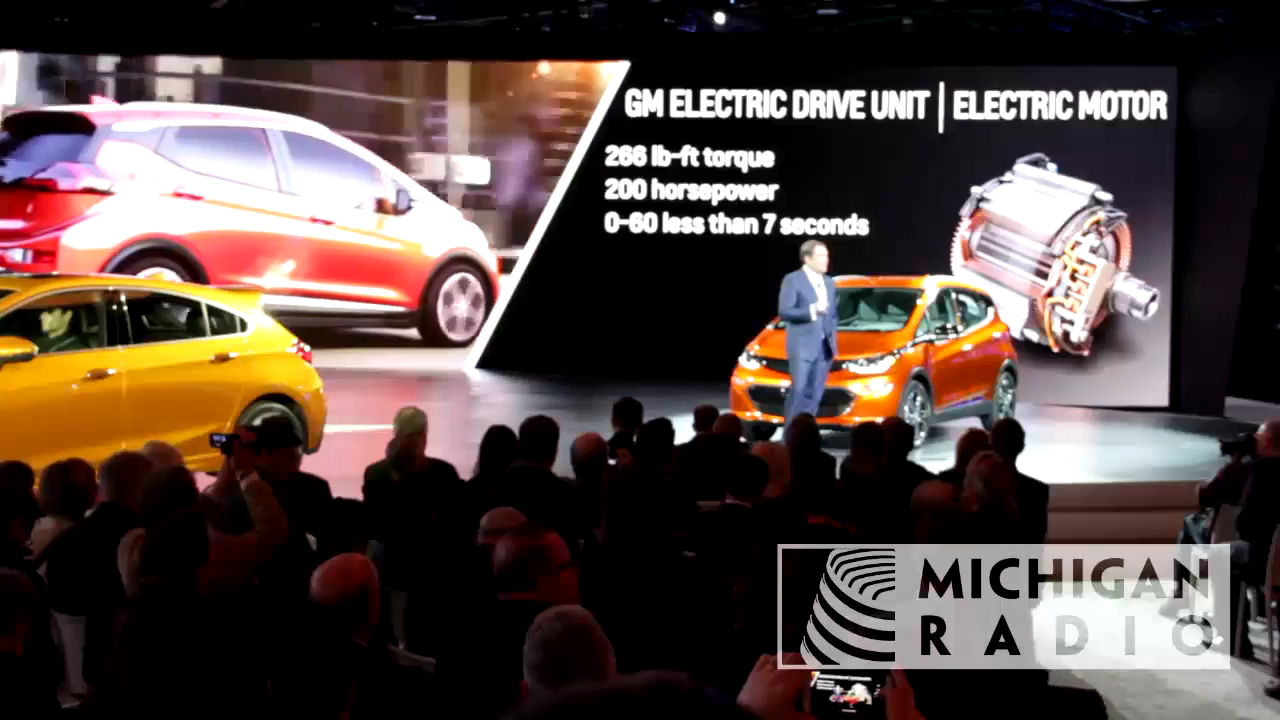 GM ELECTRIC DRIVE UNIT | ELECTRIC MOTOR
266 lb-ft torque
200 horsepower
0-60 less than 7 seconds
MICHIGAN
RADIO